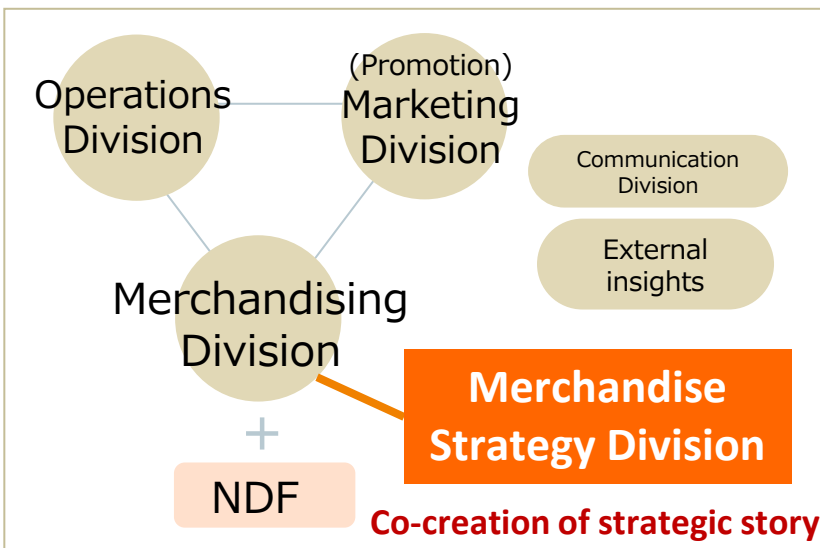 Operations
Division
(Promotion)
Marketing
Division
Communication
Division
External
insights
Merchandising
Division
+
NDF
Merchandise
Strategy Division
Co-creation of strategic story